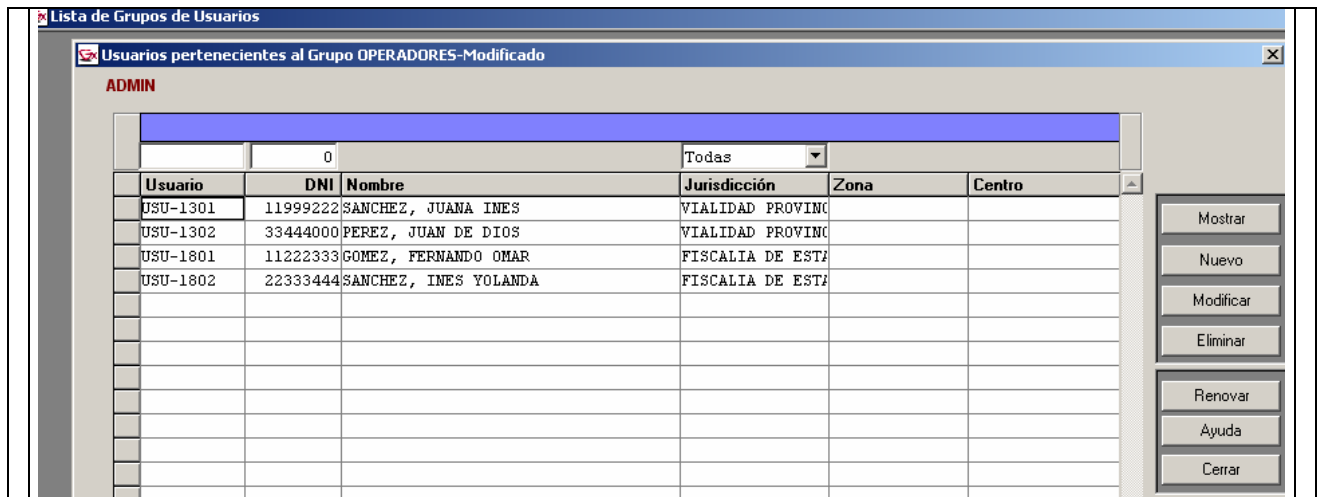 Lista de Grupos de Usuarios
Usuarios pertenecientes al Grupo OPERADORES-Modificado
ADMIN
0 Todas
Usuario DNI Nombre Jurisdicción Zona Centro
USU-1301 11999222 SANCHEZ, JUANA INES VIALIDAD PROVINC
USU-1302 33444000 PEREZ, JUAN DE DIOS VIALIDAD PROVINC
USU-1801 11222333 GOMEZ, FERNANDO OMAR FISCALIA DE ESTA
USU-1802 22333444 SANCHEZ, INES YOLANDA FISCALIA DE ESTA
Mostrar
Nuevo
Modificar
Eliminar
Renovar
Ayuda
Cerrar